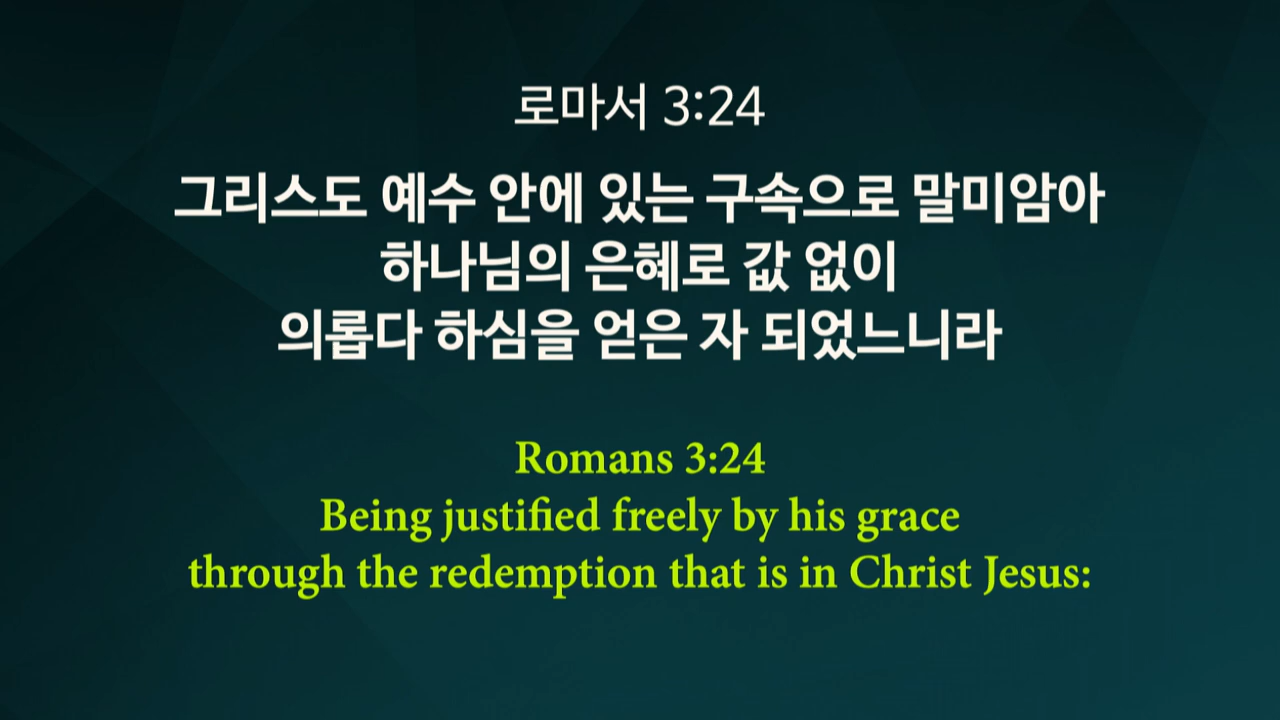 로마서 3:24
그리스도 예수 안에 있는 구속으로 말미암아
하나님의 은혜로 값 없이
의롭다 하심을 얻은 자 되었느니라
Romans 3:24
Being justified freely by his grace
through the redemption that is in Christ Jesus: